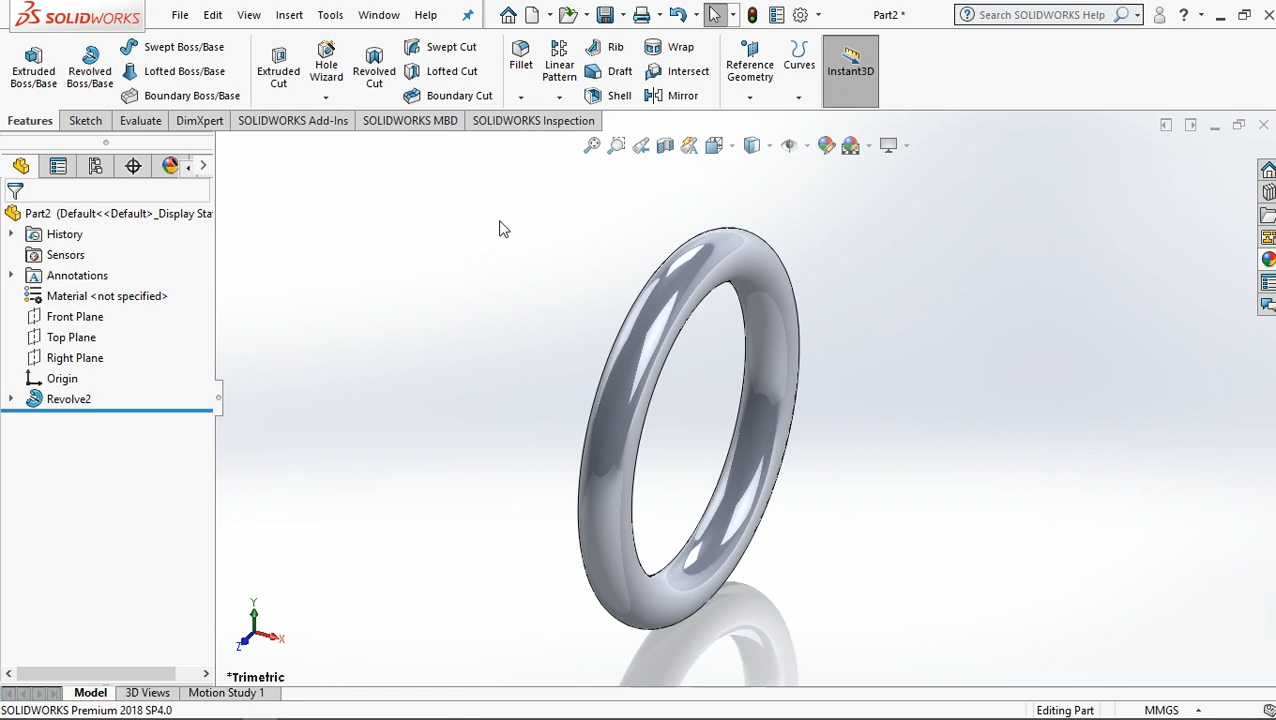 SOLIDWORKS File Edit View Insert Tools Window Help Part2 * Search SOLIDWORKS Help ?
Extruded Boss/Base
Revolved Boss/Base
Swept Boss/Base
Lofted Boss/Base
Boundary Boss/Base
Extruded Cut
Hole Wizard
Revolved Cut
Swept Cut
Lofted Cut
Boundary Cut
Fillet
Linear Pattern
Rib
Draft
Shell
Wrap
Intersect
Mirror
Reference Geometry
Curves
Instant3D
Features Sketch Evaluate DimXpert SOLIDWORKS Add-Ins SOLIDWORKS MBD SOLIDWORKS Inspection
Part2 (Default<<Default>_Display Sta
History
Sensors
Annotations
Material <not specified>
Front Plane
Top Plane
Right Plane
Origin
Revolve2
Y
X
Z
*Trimetric
Model 3D Views Motion Study 1
SOLIDWORKS Premium 2018 SP4.0 Editing Part MMGS